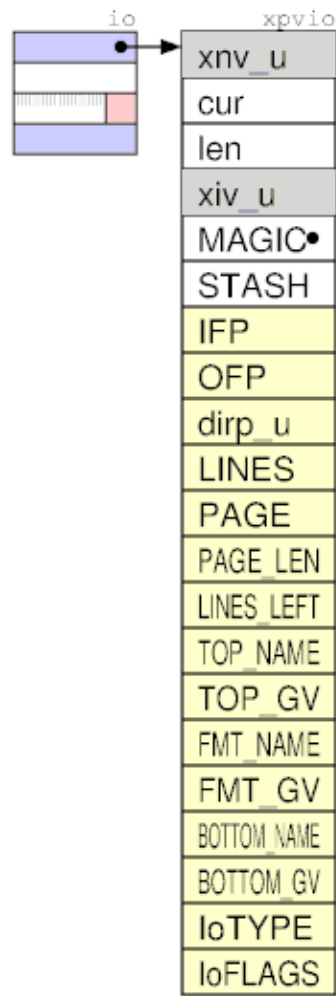 io
xpvio
xnv_u
cur
len
xiv_u
MAGIC
STASH
IFP
OFP
dirp_u
LINES
PAGE
PAGE_LEN
LINES_LEFT
TOP_NAME
TOP_GV
FMT_NAME
FMT_GV
BOTTOM_NAME
BOTTOM_GV
IoTYPE
IoFLAGS